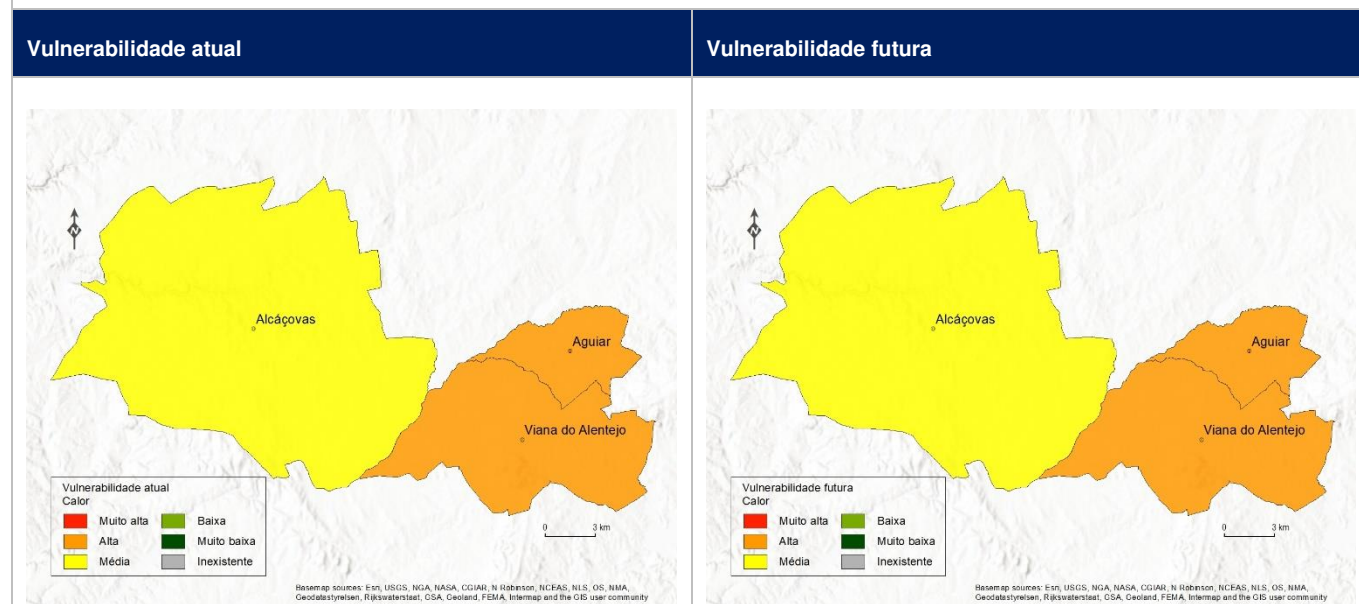 Vulnerabilidade atual
Alcáçovas
Aguiar
Viana do Alentejo
Vulnerabilidade atual
Calor
Muito alta
Baixa
Alta
Muito baixa
Média
Inexistente
0 3 km
Basemap sources: Esri, USGS, NGA, NASA, CGIAR, N Robinson, NCEAS, NLS, OS, NMA,
Geodatastyrelsen, Rijkswaterstaat, GSA, Geoland, FEMA, Intermap and the GIS user community
Vulnerabilidade futura
Alcáçovas
Aguiar
Viana do Alentejo
Vulnerabilidade futura
Calor
Muito alta
Baixa
Alta
Muito baixa
Média
Inexistente
0 3 km
Basemap sources: Esri, USGS, NGA, NASA, CGIAR, N Robinson, NCEAS, NLS, OS, NMA,
Geodatastyrelsen, Rijkswaterstaat, GSA, Geoland, FEMA, Intermap and the GIS user community